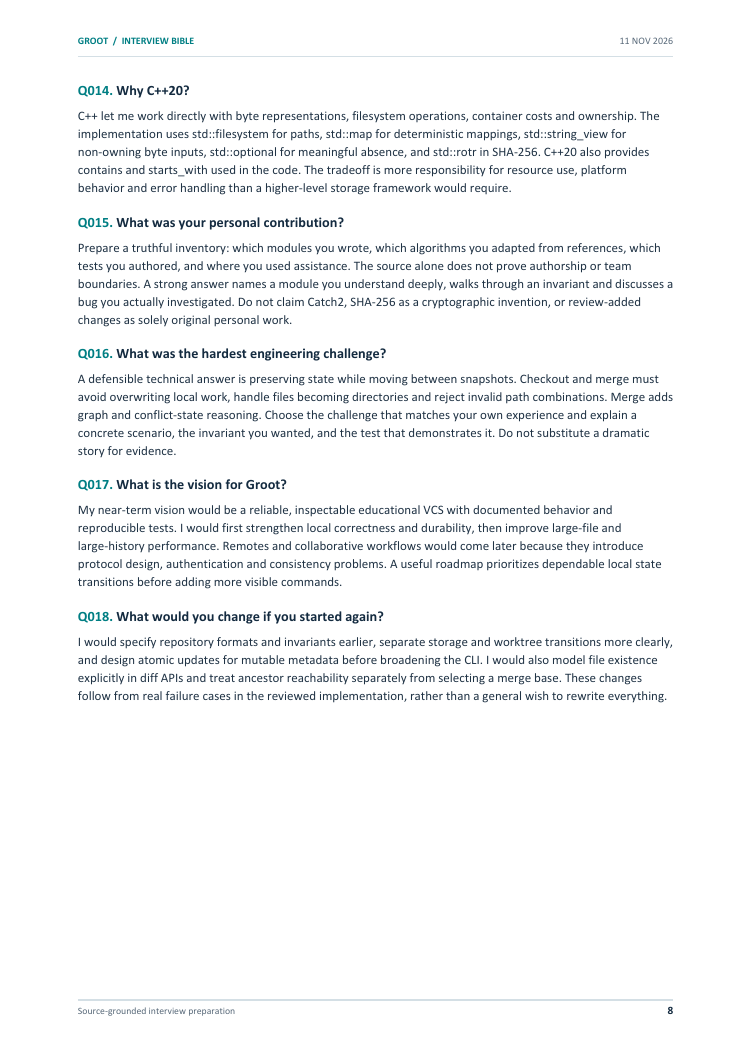 GROOT / INTERVIEW BIBLE
11 NOV 2026
Q014. Why C++20?
C++ let me work directly with byte representations, filesystem operations, container costs and ownership. The
implementation uses std::filesystem for paths, std::map for deterministic mappings, std::string_view for
non-owning byte inputs, std::optional for meaningful absence, and std::rotr in SHA-256. C++20 also provides
contains and starts_with used in the code. The tradeoff is more responsibility for resource use, platform
behavior and error handling than a higher-level storage framework would require.
Q015. What was your personal contribution?
Prepare a truthful inventory: which modules you wrote, which algorithms you adapted from references, which
tests you authored, and where you used assistance. The source alone does not prove authorship or team
boundaries. A strong answer names a module you understand deeply, walks through an invariant and discusses a
bug you actually investigated. Do not claim Catch2, SHA-256 as a cryptographic invention, or review-added
changes as solely original personal work.
Q016. What was the hardest engineering challenge?
A defensible technical answer is preserving state while moving between snapshots. Checkout and merge must
avoid overwriting local work, handle files becoming directories and reject invalid path combinations. Merge adds
graph and conflict-state reasoning. Choose the challenge that matches your own experience and explain a
concrete scenario, the invariant you wanted, and the test that demonstrates it. Do not substitute a dramatic
story for evidence.
Q017. What is the vision for Groot?
My near-term vision would be a reliable, inspectable educational VCS with documented behavior and
reproducible tests. I would first strengthen local correctness and durability, then improve large-file and
large-history performance. Remotes and collaborative workflows would come later because they introduce
protocol design, authentication and consistency problems. A useful roadmap prioritizes dependable local state
transitions before adding more visible commands.
Q018. What would you change if you started again?
I would specify repository formats and invariants earlier, separate storage and worktree transitions more clearly,
and design atomic updates for mutable metadata before broadening the CLI. I would also model file existence
explicitly in diff APIs and treat ancestor reachability separately from selecting a merge base. These changes
follow from real failure cases in the reviewed implementation, rather than a general wish to rewrite everything.
Source-grounded interview preparation
8